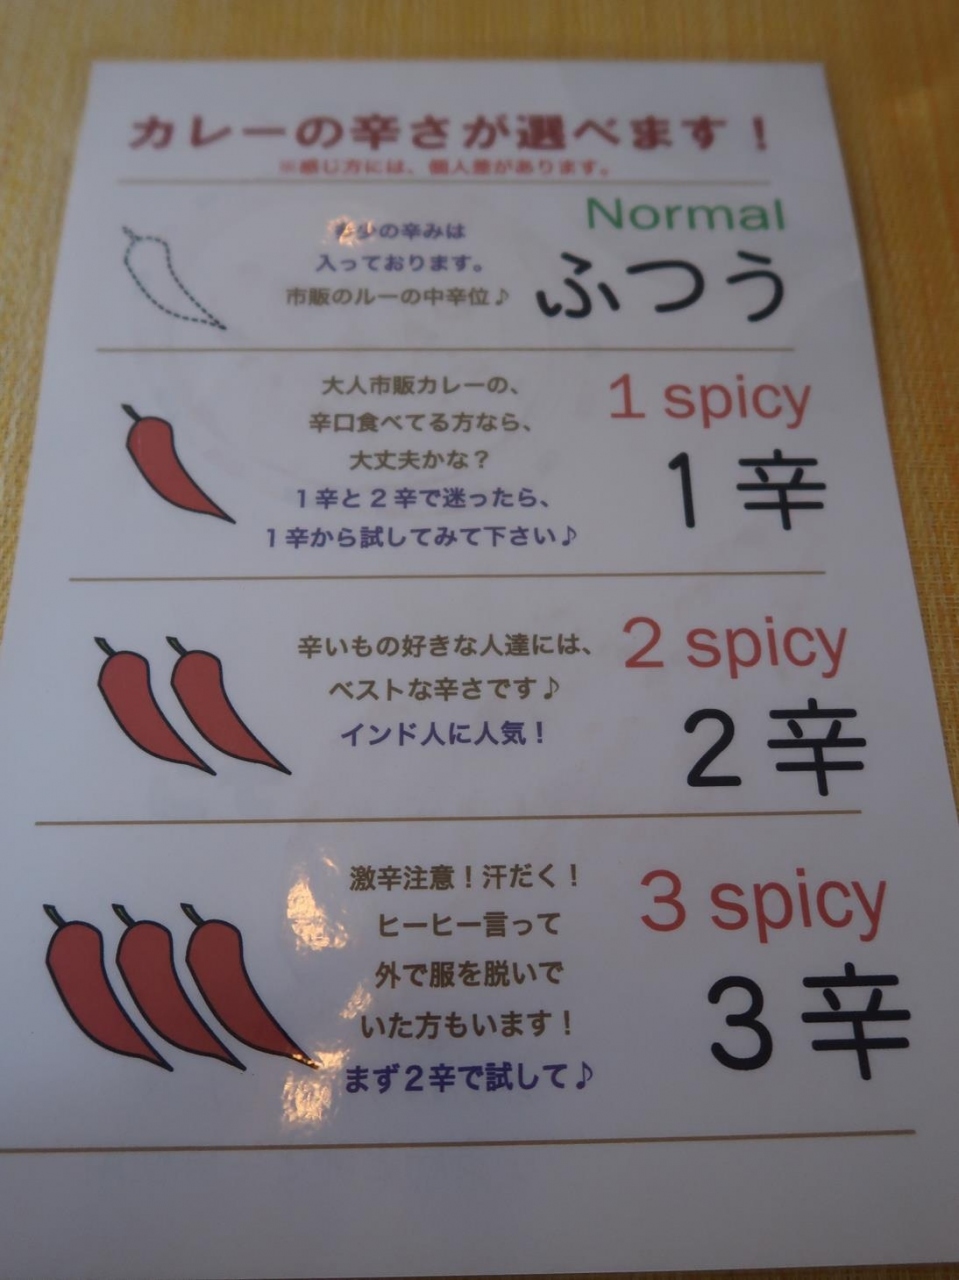 カレーの辛さが選べます！
※感じ方には、個人差があります。
Normal
ふつう
多少の辛みは
入っております。
市販のルーの中辛位♪
1 spicy
1辛
大人市販カレーの、
辛口食べてる方なら、
大丈夫かな？
1辛と2辛で迷ったら、
1辛から試してみて下さい♪
2 spicy
2辛
辛いもの好きな人達には、
ベストな辛さです♪
インド人に人気！
3 spicy
3辛
激辛注意！汗だく！
ヒーヒー言って
外で服を脱いで
いた方もいます！
まず2辛で試して♪